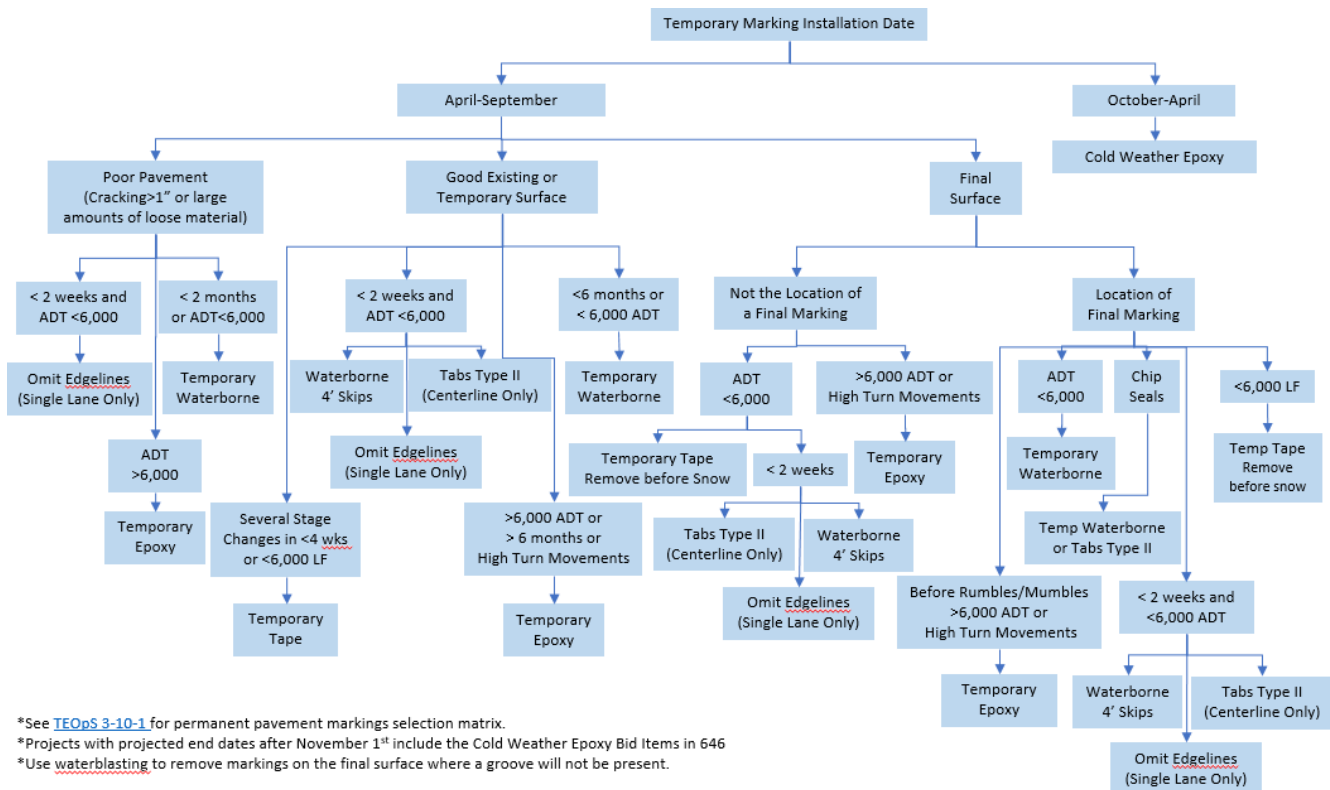 Temporary Marking Installation Date
April-September
October-April
Cold Weather Epoxy
Poor Pavement
(Cracking>1” or large
amounts of loose material)
Good Existing or
Temporary Surface
Final
Surface
< 2 weeks and
ADT <6,000
< 2 months
or ADT<6,000
< 2 weeks and
ADT <6,000
<6 months or
< 6,000 ADT
Not the Location of
a Final Marking
Location of
Final Marking
Omit Edgelines
(Single Lane Only)
Temporary
Waterborne
Waterborne
4’ Skips
Tabs Type II
(Centerline Only)
Temporary
Waterborne
ADT
<6,000
>6,000 ADT or
High Turn Movements
ADT
<6,000
Chip
Seals
<6,000 LF
ADT
>6,000
Omit Edgelines
(Single Lane Only)
Temporary Tape
Remove before Snow
< 2 weeks
Temporary
Epoxy
Temporary
Waterborne
Temp Tape
Remove
before snow
Temporary
Epoxy
Several Stage
Changes in <4 wks
or <6,000 LF
>6,000 ADT or
> 6 months or
High Turn Movements
Tabs Type II
(Centerline Only)
Waterborne
4’ Skips
Temp Waterborne
or Tabs Type II
Temporary
Tape
Temporary
Epoxy
Omit Edgelines
(Single Lane Only)
Before Rumbles/Mumbles
>6,000 ADT or
High Turn Movements
< 2 weeks and
<6,000 ADT
Temporary
Epoxy
Waterborne
4’ Skips
Tabs Type II
(Centerline Only)
Omit Edgelines
(Single Lane Only)
*See TEOpS 3-10-1 for permanent pavement markings selection matrix.
*Projects with projected end dates after November 1st include the Cold Weather Epoxy Bid Items in 646
*Use waterblasting to remove markings on the final surface where a groove will not be present.